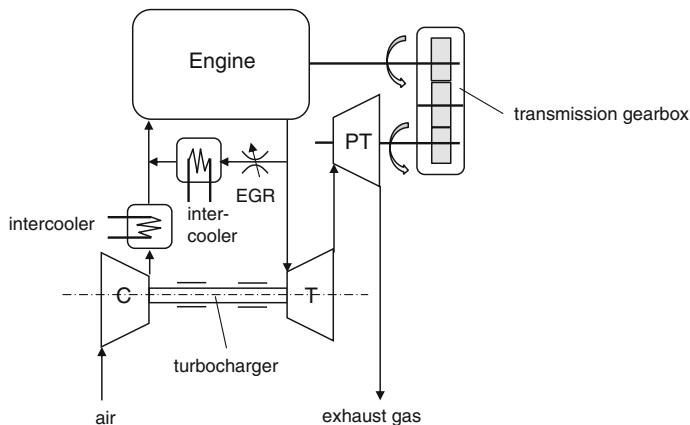 Engine
transmission gearbox
PT
EGR
inter-
cooler
intercooler
C
T
turbocharger
air
exhaust gas